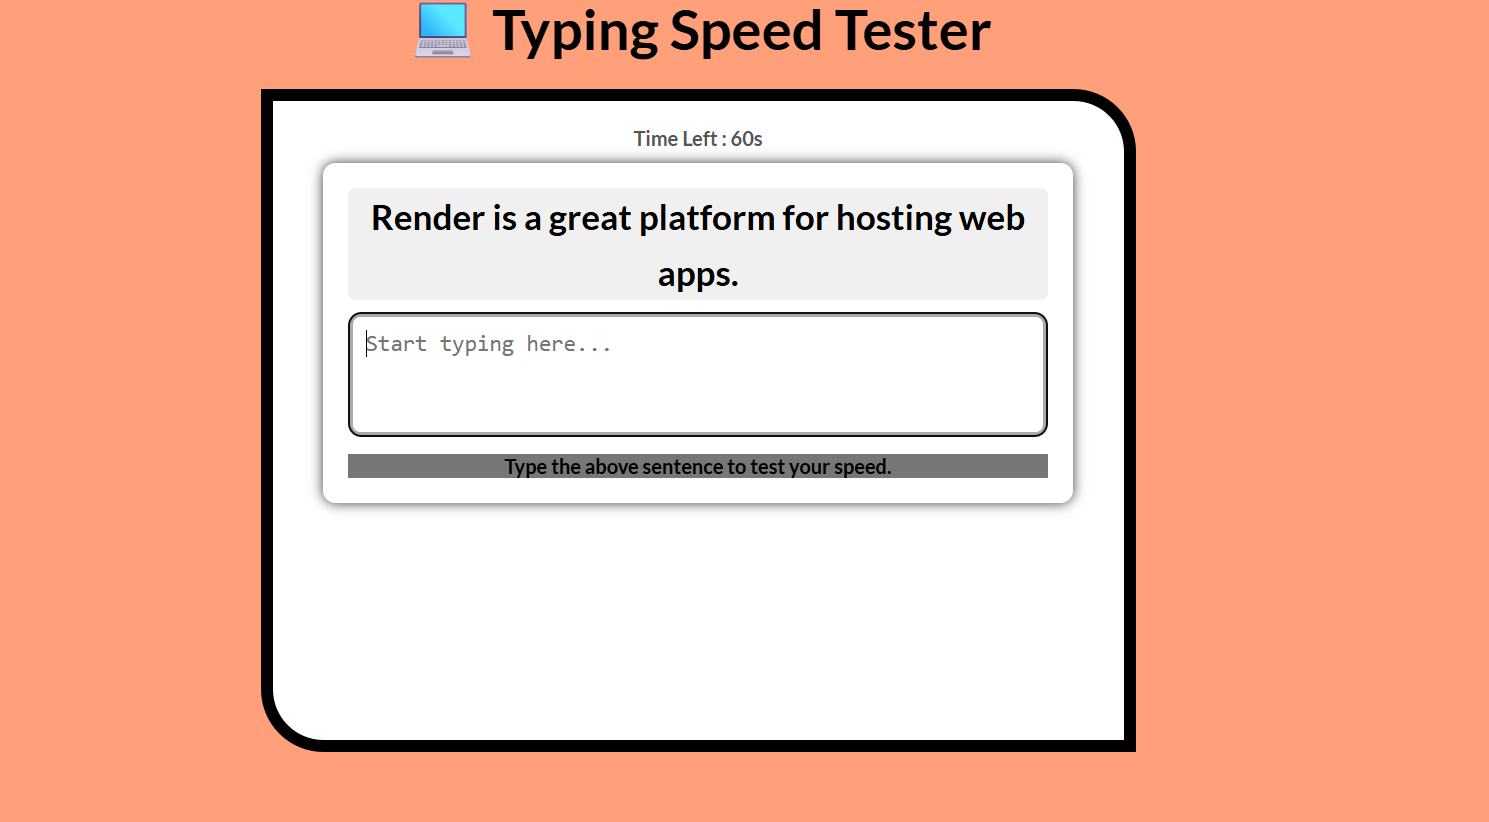 Typing Speed Tester
Time Left : 60s
Render is a great platform for hosting web
apps.
Start typing here...
Type the above sentence to test your speed.